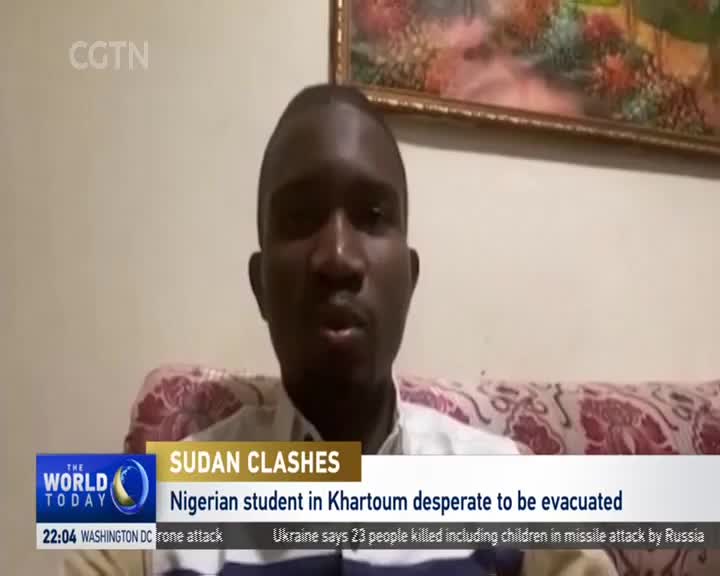 CGTN
SUDAN CLASHES
THE
WORLD
TODAY
Nigerian student in Khartoum desperate to be evacuated
22:04 WASHINGTON DC
attack Ukraine says 23 people killed including children in missile attack by Russia